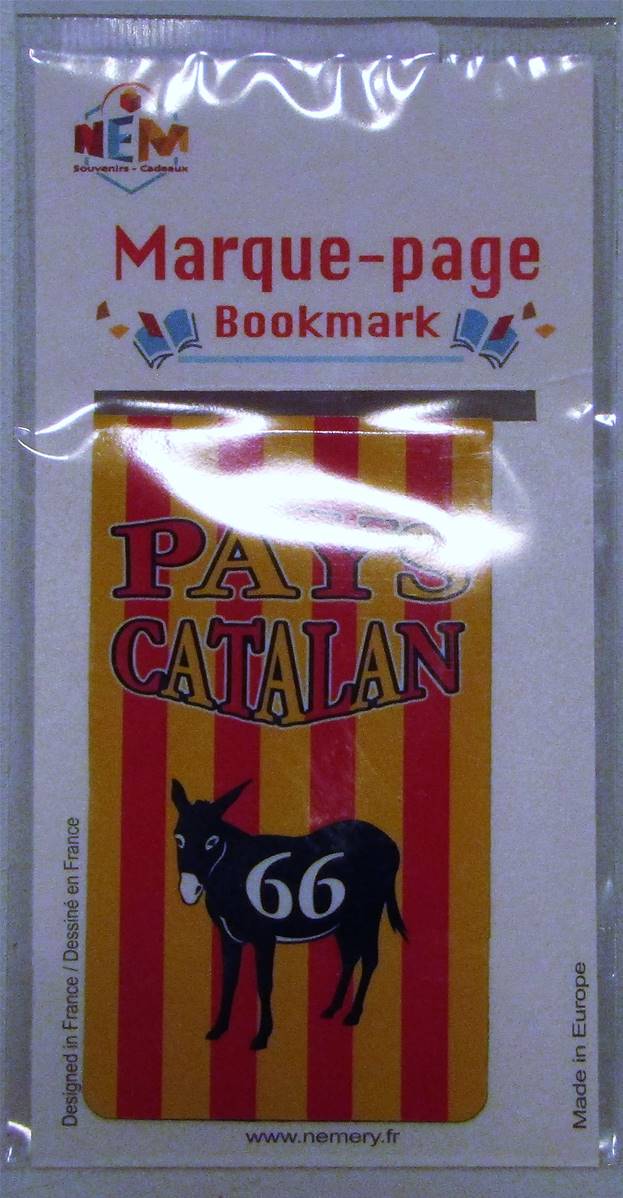 NEM
Souvenirs - Cadeaux
Marque-page
Bookmark
PAYS
CATALAN
66
Designed in France / Dessiné en France
Made in Europe
www.nemery.fr